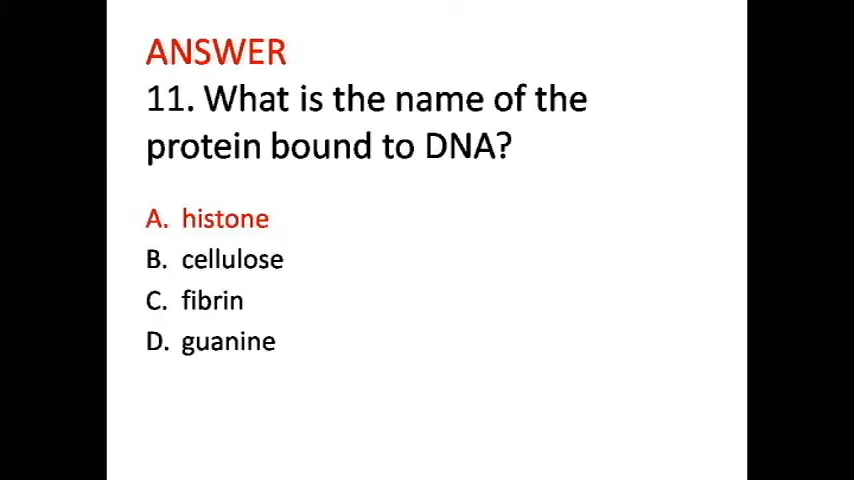 ANSWER
11. What is the name of the
protein bound to DNA?
A. histone
B. cellulose
C. fibrin
D. guanine